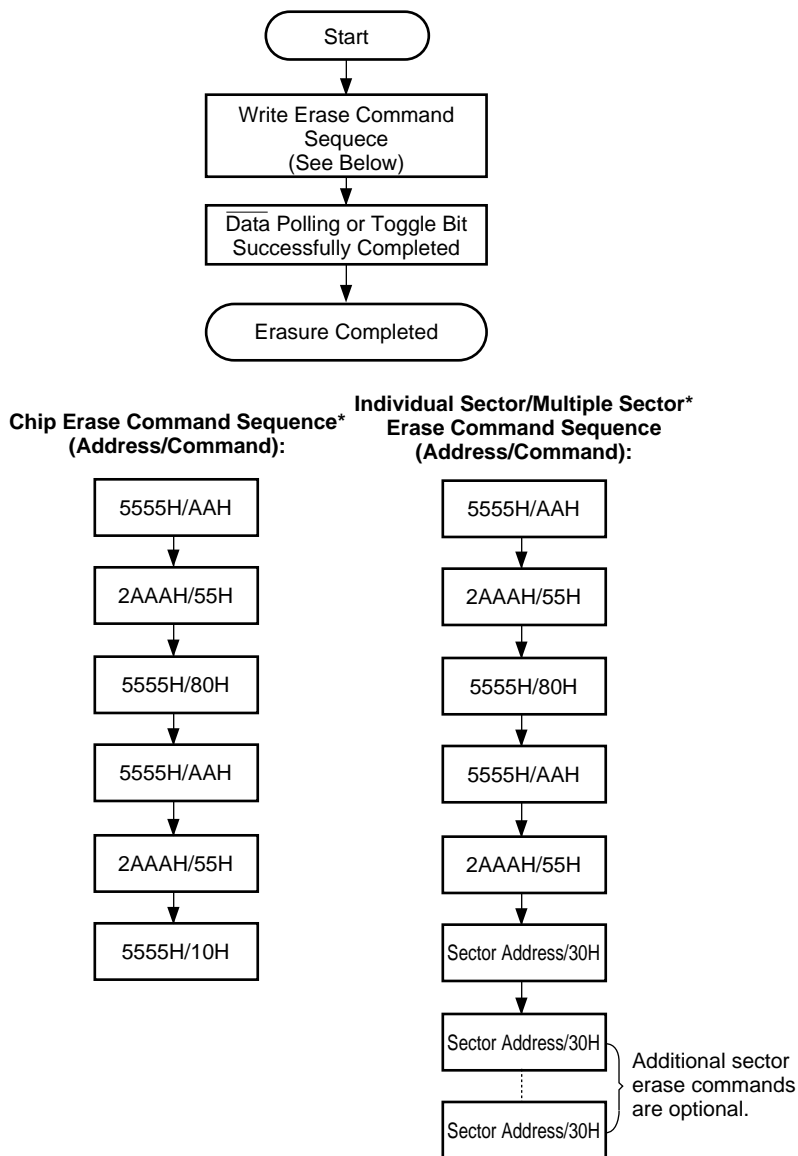 Start
Write Erase Command
Sequece
(See Below)
Data Polling or Toggle Bit
Successfully Completed
Erasure Completed
Chip Erase Command Sequence*
(Address/Command):
5555H/AAH
2AAAH/55H
5555H/80H
5555H/AAH
2AAAH/55H
5555H/10H
Individual Sector/Multiple Sector*
Erase Command Sequence
(Address/Command):
5555H/AAH
2AAAH/55H
5555H/80H
5555H/AAH
2AAAH/55H
Sector Address/30H
Sector Address/30H
Sector Address/30H
Additional sector
erase commands
are optional.